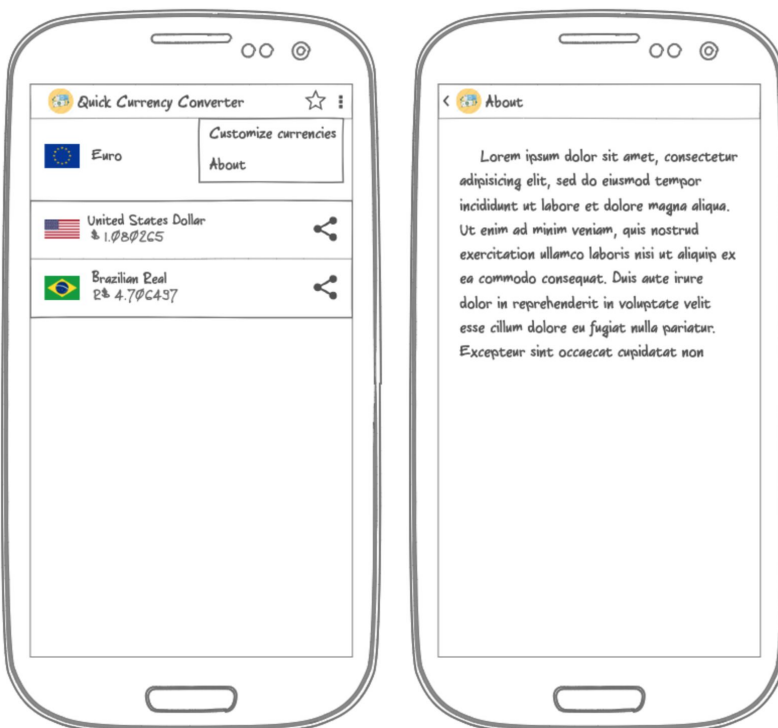 Quick Currency Converter
Customize currencies
Euro
About
United States Dollar
$ 1.080265
Brazilian Real
R$ 4.706497
About
Lorem ipsum dolor sit amet, consectetur
adipisicing elit, sed do eiusmod tempor
incididunt ut labore et dolore magna aliqua.
Ut enim ad minim veniam, quis nostrud
exercitation ullamco laboris nisi ut aliquip ex
ea commodo consequat. Duis aute irure
dolor in reprehenderit in voluptate velit
esse cillum dolore eu fugiat nulla pariatur.
Excepteur sint occaecat cupidatat non